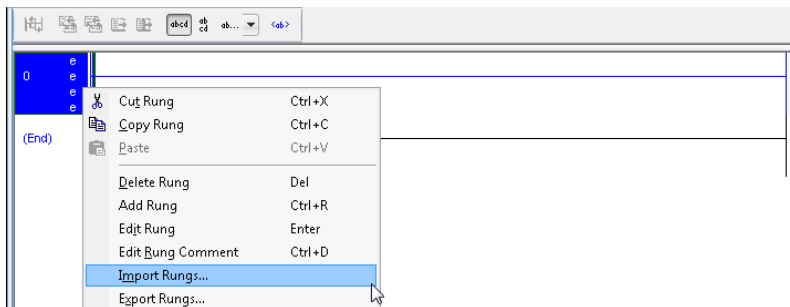 abcd ab cd ab... <ab>
0 e
e
e
e
(End)
Cut Rung Ctrl+X
Copy Rung Ctrl+C
Paste Ctrl+V
Delete Rung Del
Add Rung Ctrl+R
Edit Rung Enter
Edit Rung Comment Ctrl+D
Import Rungs...
Export Rungs...